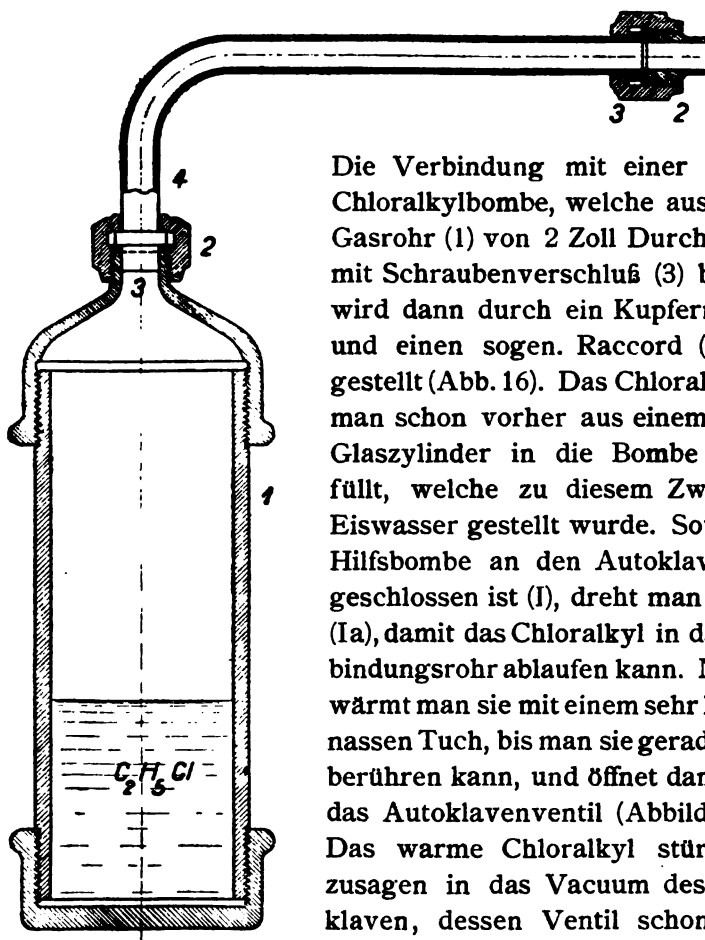 3 2
4
2
3
1
C2H5Cl
Die Verbindung mit einer
Chloralkylbombe, welche aus
Gasrohr (1) von 2 Zoll Durch
mit Schraubenverschluß (3) b
wird dann durch ein Kupfer
und einen sogen. Raccord (
gestellt (Abb. 16). Das Chloral
man schon vorher aus einem
Glaszylinder in die Bombe
füllt, welche zu diesem Zw
Eiswasser gestellt wurde. So
Hilfsbombe an den Autoklav
geschlossen ist (I), dreht man
(Ia), damit das Chloralkyl in d
bindungsrohr ablaufen kann.
wärmt man sie mit einem sehr
nassen Tuch, bis man sie gerad
berühren kann, und öffnet dan
das Autoklavenventil (Abbild
Das warme Chloralkyl stür
zusagen in das Vacuum des
klaven, dessen Ventil schon